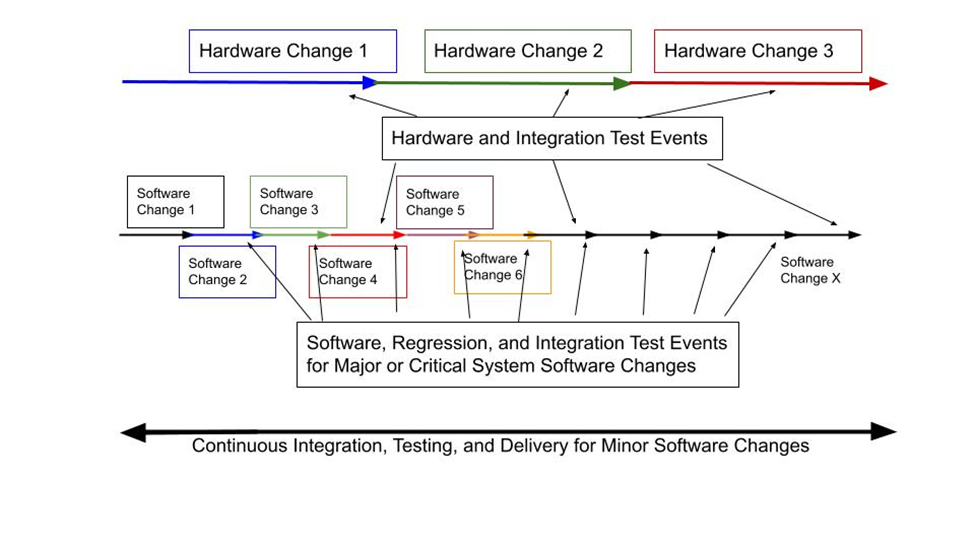 Hardware Change 1
Hardware Change 2
Hardware Change 3
Hardware and Integration Test Events
Software
Change 1
Software
Change 3
Software
Change 5
Software
Change 2
Software
Change 4
Software
Change 6
Software
Change X
Software, Regression, and Integration Test Events
for Major or Critical System Software Changes
Continuous Integration, Testing, and Delivery for Minor Software Changes